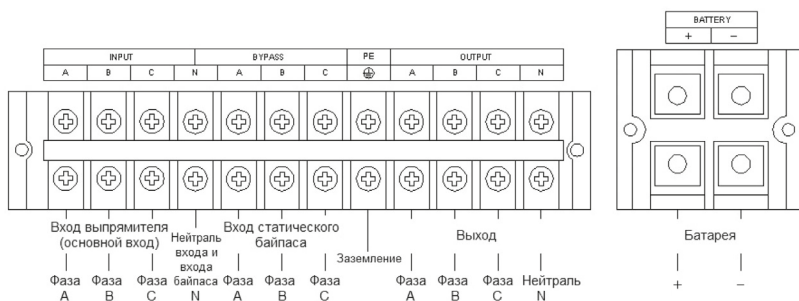 BATTERY
+ −
INPUT BYPASS PE OUTPUT
A B C N A B C A B C N
Вход выпрямителя
(основной вход)
Нейтраль
входа и
входа
байпаса
N
Вход статического
байпаса
Заземление
Выход
Батарея
Фаза
A
Фаза
B
Фаза
C
Фаза
A
Фаза
B
Фаза
C
Фаза
A
Фаза
B
Фаза
C
Нейтраль
N
+ −